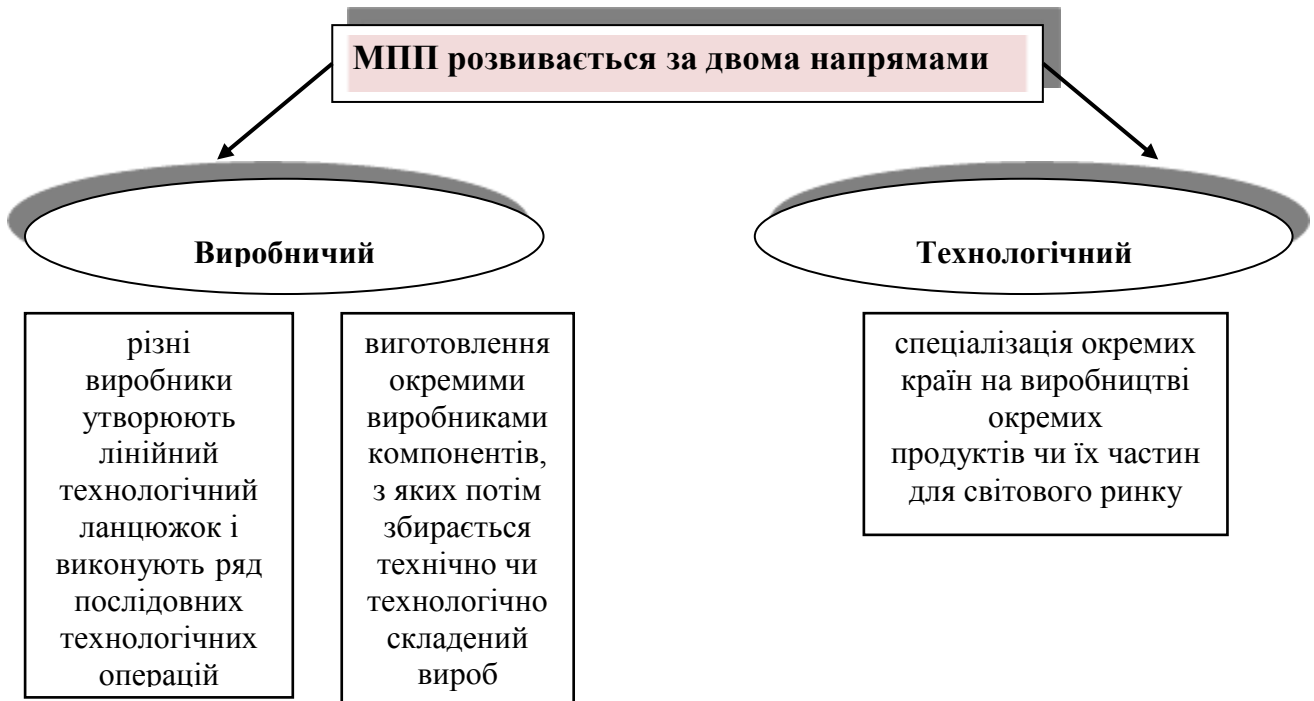 МПП розвивається за двома напрямами
Виробничий
Технологічний
різні
виробники
утворюють
лінійний
технологічний
ланцюжок і
виконують ряд
послідовних
технологічних
операцій
виготовлення
окремими
виробниками
компонентів,
з яких потім
збирається
технічно чи
технологічно
складений
вироб
спеціалізація окремих
країн на виробництві
окремих
продуктів чи їх частин
для світового ринку